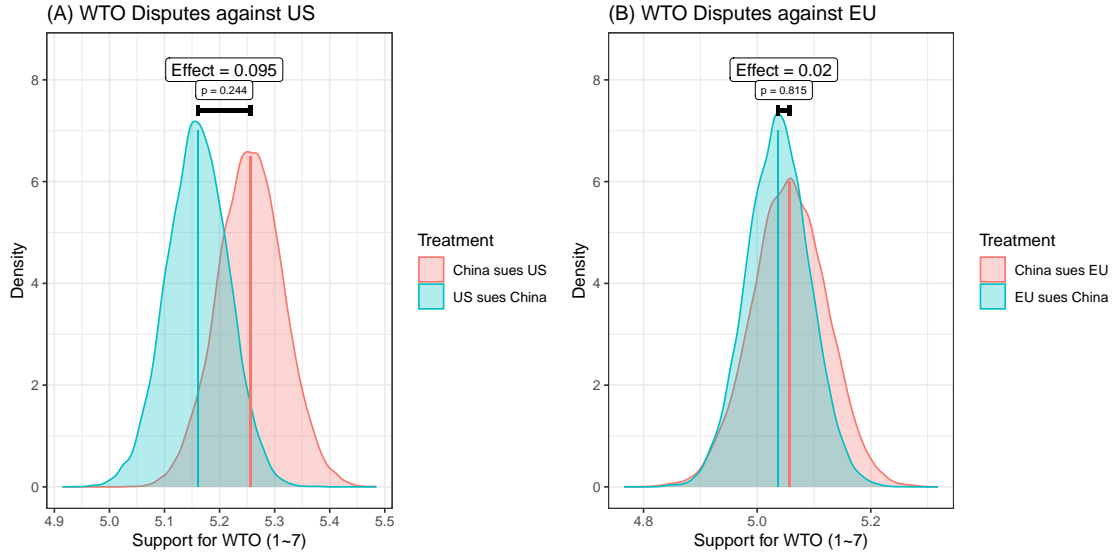 (A) WTO Disputes against US
Effect = 0.095
p = 0.244
8
6
4
2
0
Density
4.9 5.0 5.1 5.2 5.3 5.4 5.5
Support for WTO (1~7)
Treatment
China sues US
US sues China
(B) WTO Disputes against EU
Effect = 0.02
p = 0.815
8
6
4
2
0
Density
4.8 5.0 5.2
Support for WTO (1~7)
Treatment
China sues EU
EU sues China